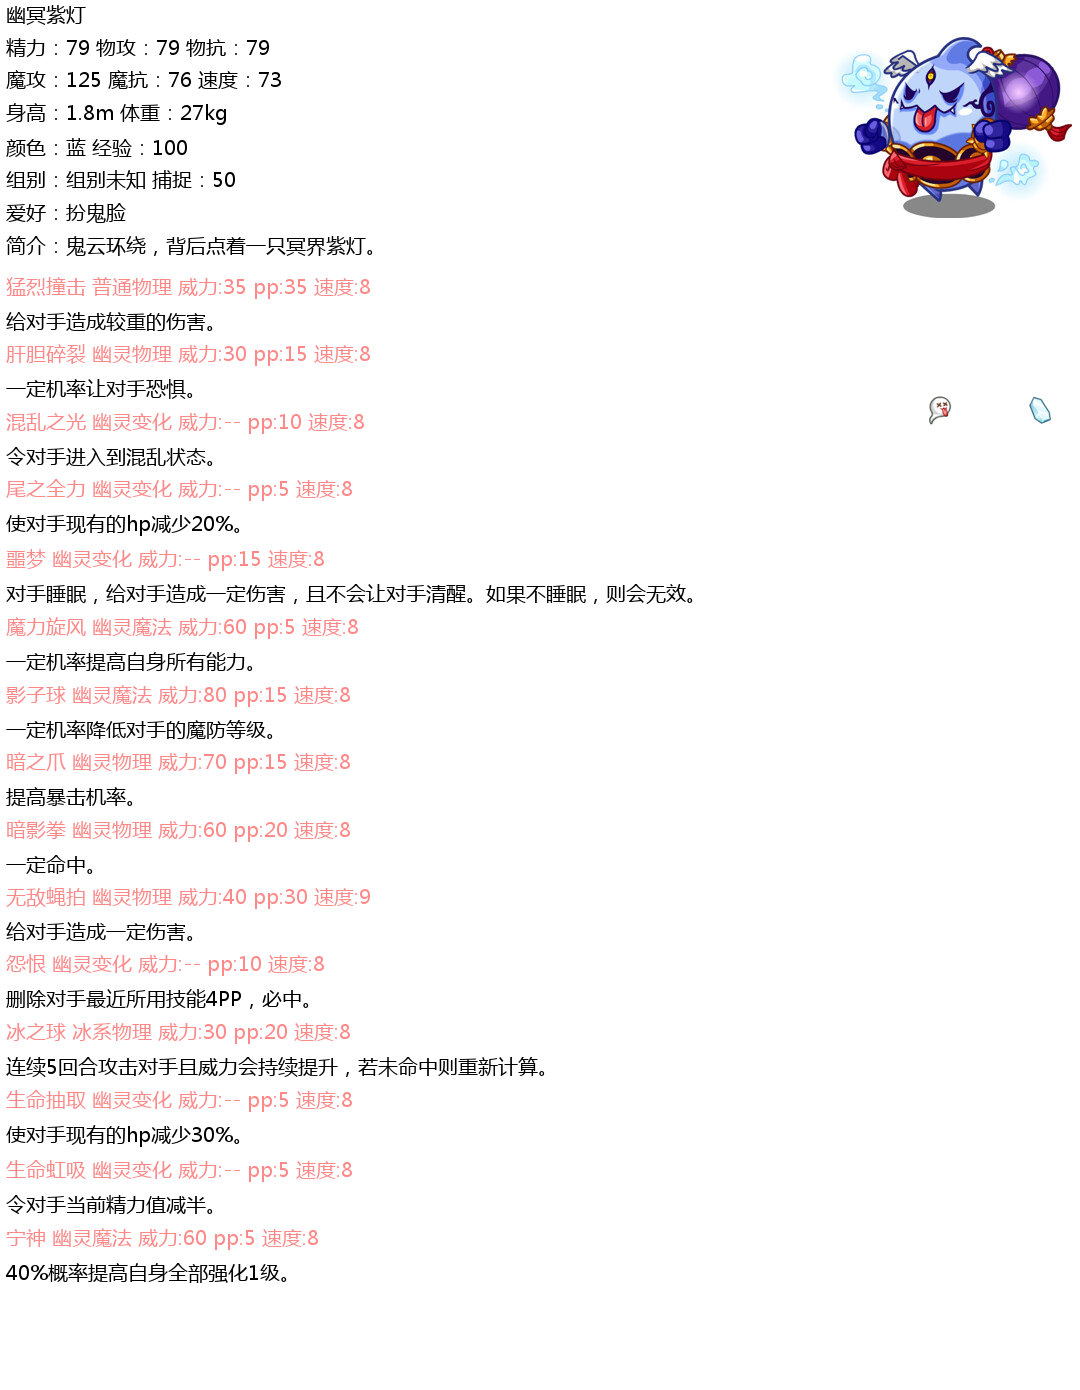 幽冥紫灯
精力：79 物攻：79 物抗：79
魔攻：125 魔抗：76 速度：73
身高：1.8m 体重：27kg
颜色：蓝 经验：100
组别：组别未知 捕捉：50
爱好：扮鬼脸
简介：鬼云环绕，背后点着一只冥界紫灯。
猛烈撞击 普通物理 威力:35 pp:35 速度:8
给对手造成较重的伤害。
肝胆碎裂 幽灵物理 威力:30 pp:15 速度:8
一定机率让对手恐惧。
混乱之光 幽灵变化 威力:-- pp:10 速度:8
令对手进入到混乱状态。
尾之全力 幽灵变化 威力:-- pp:5 速度:8
使对手现有的hp减少20%。
噩梦 幽灵变化 威力:-- pp:15 速度:8
对手睡眠，给对手造成一定伤害，且不会让对手清醒。如果不睡眠，则会无效。
魔力旋风 幽灵魔法 威力:60 pp:5 速度:8
一定机率提高自身所有能力。
影子球 幽灵魔法 威力:80 pp:15 速度:8
一定机率降低对手的魔防等级。
暗之爪 幽灵物理 威力:70 pp:15 速度:8
提高暴击机率。
暗影拳 幽灵物理 威力:60 pp:20 速度:8
一定命中。
无敌蝇拍 幽灵物理 威力:40 pp:30 速度:9
给对手造成一定伤害。
怨恨 幽灵变化 威力:-- pp:10 速度:8
删除对手最近所用技能4PP，必中。
冰之球 冰系物理 威力:30 pp:20 速度:8
连续5回合攻击对手且威力会持续提升，若未命中则重新计算。
生命抽取 幽灵变化 威力:-- pp:5 速度:8
使对手现有的hp减少30%。
生命虹吸 幽灵变化 威力:-- pp:5 速度:8
令对手当前精力值减半。
宁神 幽灵魔法 威力:60 pp:5 速度:8
40%概率提高自身全部强化1级。